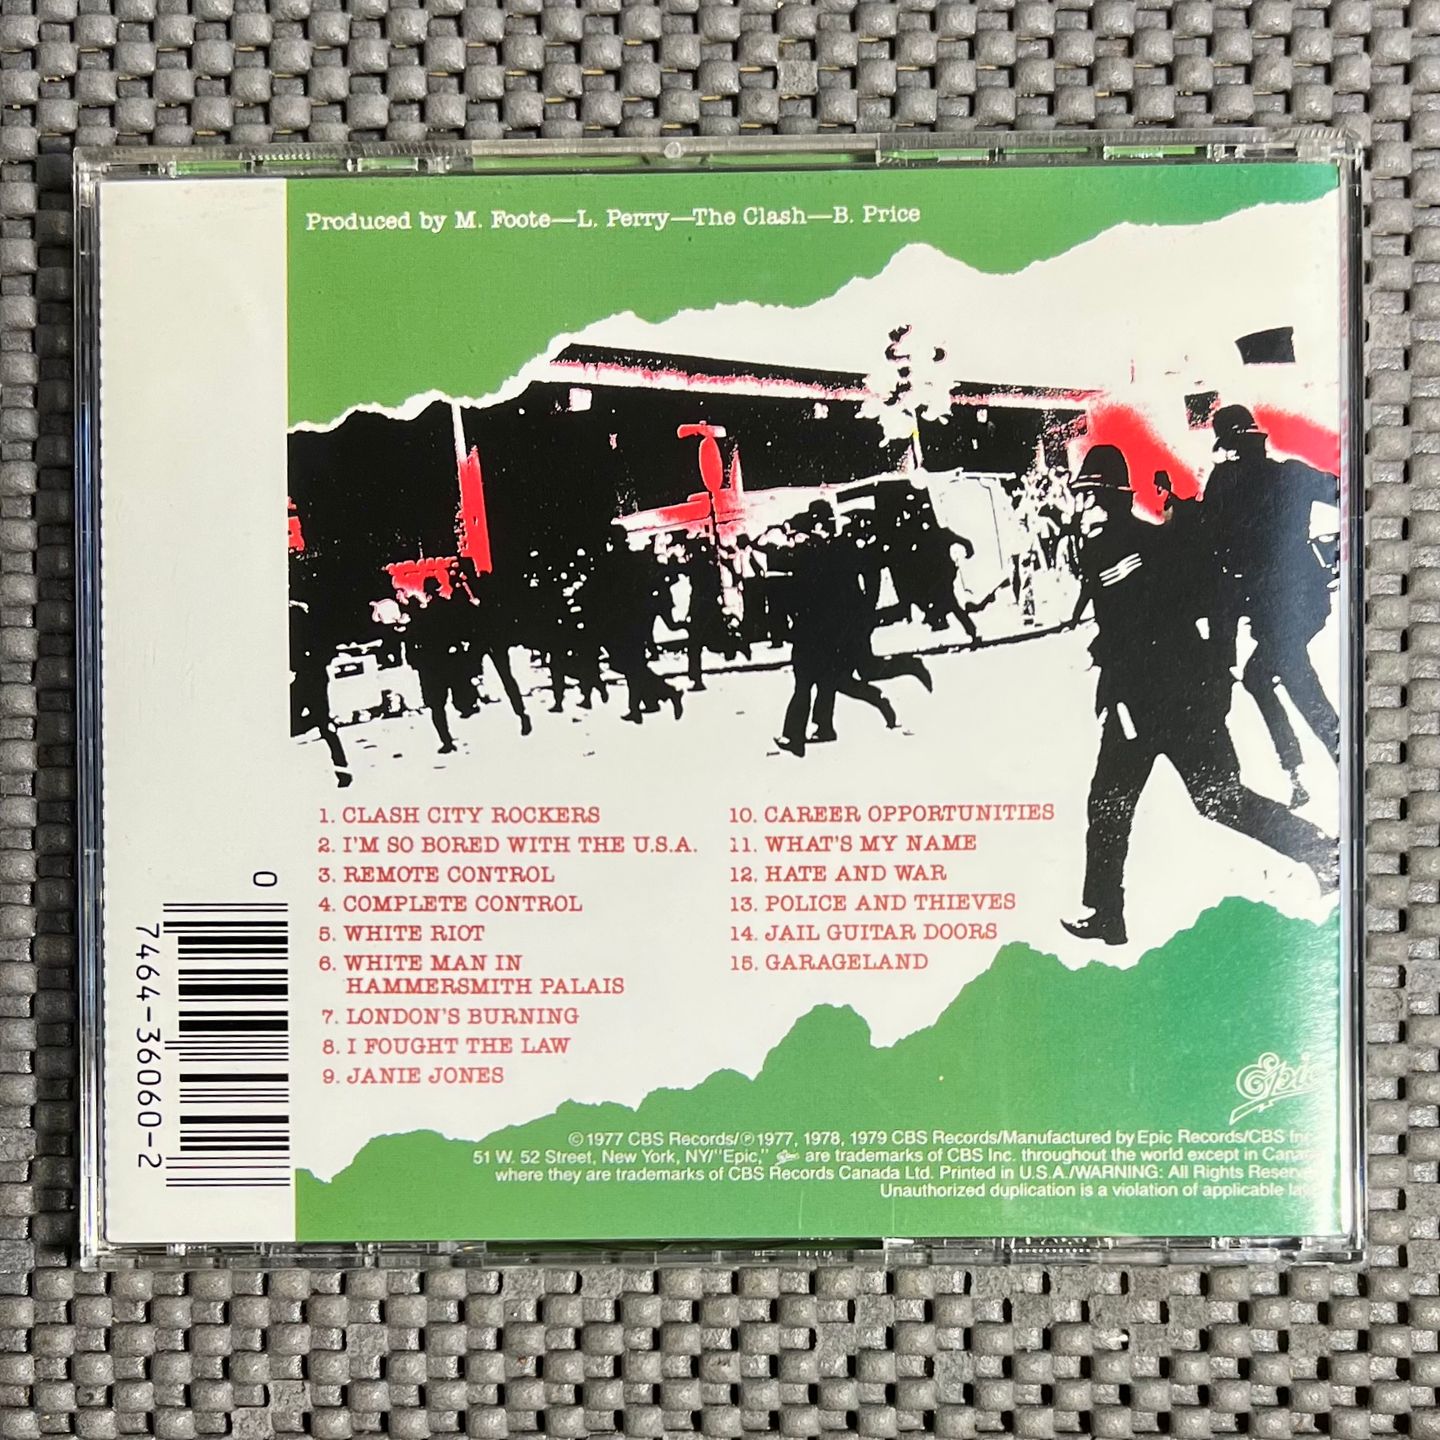 Produced by M. Foote—L. Perry—The Clash—B. Price
1. CLASH CITY ROCKERS
2. I'M SO BORED WITH THE U.S.A.
3. REMOTE CONTROL
4. COMPLETE CONTROL
5. WHITE RIOT
6. WHITE MAN IN
HAMMERSMITH PALAIS
7. LONDON'S BURNING
8. I FOUGHT THE LAW
9. JANIE JONES
10. CAREER OPPORTUNITIES
11. WHAT'S MY NAME
12. HATE AND WAR
13. POLICE AND THIEVES
14. JAIL GUITAR DOORS
15. GARAGELAND
0
7464-36060-2
Epic
© 1977 CBS Records/℗ 1977, 1978, 1979 CBS Records/Manufactured by Epic Records/CBS Inc
51 W. 52 Street, New York, NY/"Epic," Epic are trademarks of CBS Inc. throughout the world except in
where they are trademarks of CBS Records Canada Ltd. Printed in U.S.A./WARNING: All Rights
Unauthorized duplication is a violation of applicable